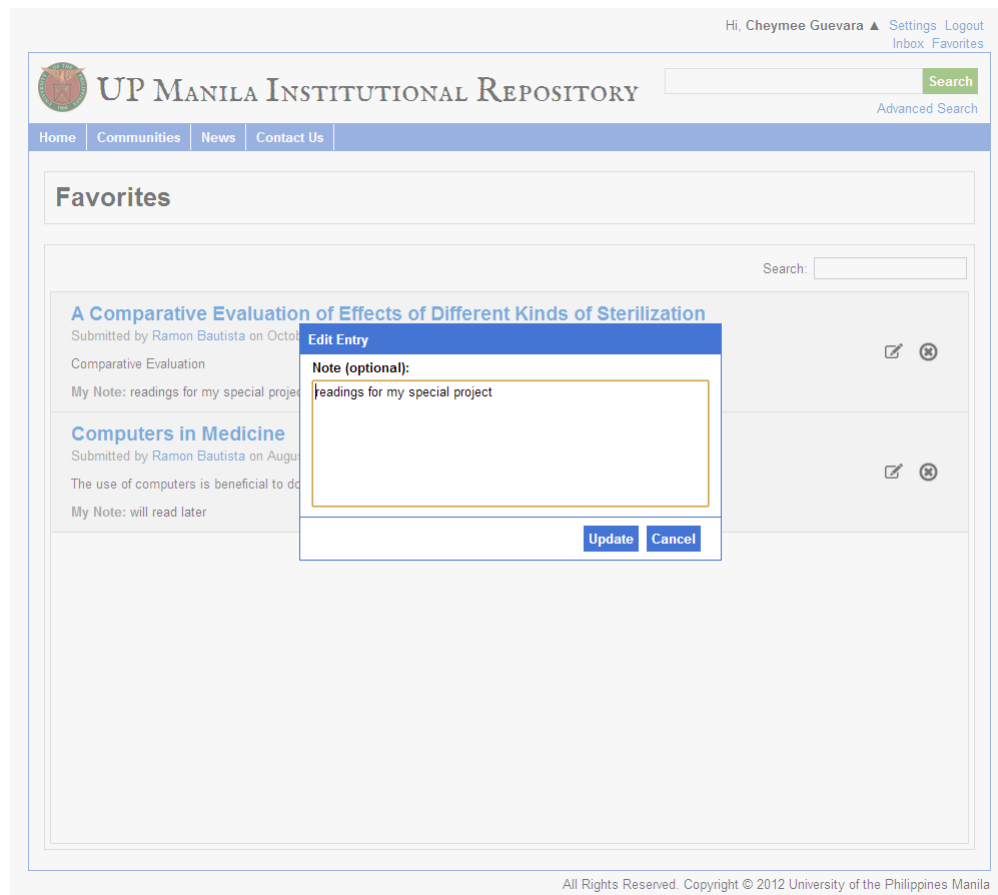 Hi, Cheymee Guevara ▲ Settings Logout
Inbox Favorites
UP Manila Institutional Repository
Search
Advanced Search
Home Communities News Contact Us
Favorites
Search:
A Comparative Evaluation of Effects of Different Kinds of Sterilization
Submitted by Ramon Bautista on
Comparative Evaluation
My Note: readings for my special
Edit Entry
Note (optional):
readings for my special project
Update Cancel
Computers in Medicine
Submitted by Ramon Bautista on
The use of computers is beneficial to
My Note: will read later
All Rights Reserved. Copyright © 2012 University of the Philippines Manila